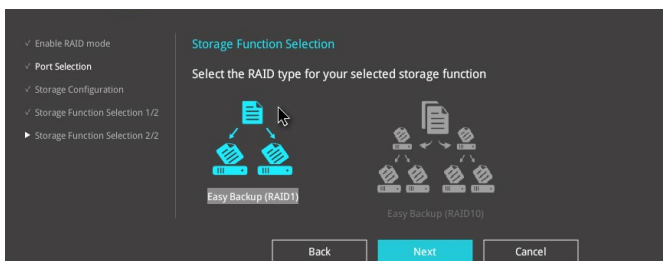 Enable RAID mode
Port Selection
Storage Configuration
Storage Function Selection 1/2
Storage Function Selection 2/2
Storage Function Selection
Select the RAID type for your selected storage function
Easy Backup (RAID1)
Easy Backup (RAID10)
Back
Next
Cancel